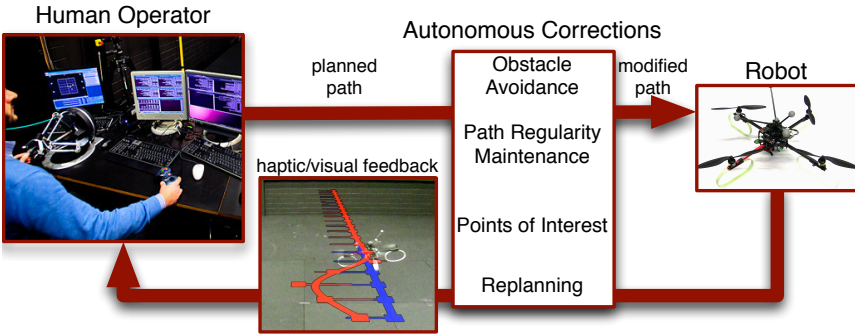 Human Operator
Autonomous Corrections
planned
path
Obstacle
Avoidance
modified
path
Robot
Path Regularity
Maintenance
haptic/visual feedback
Points of Interest
Replanning